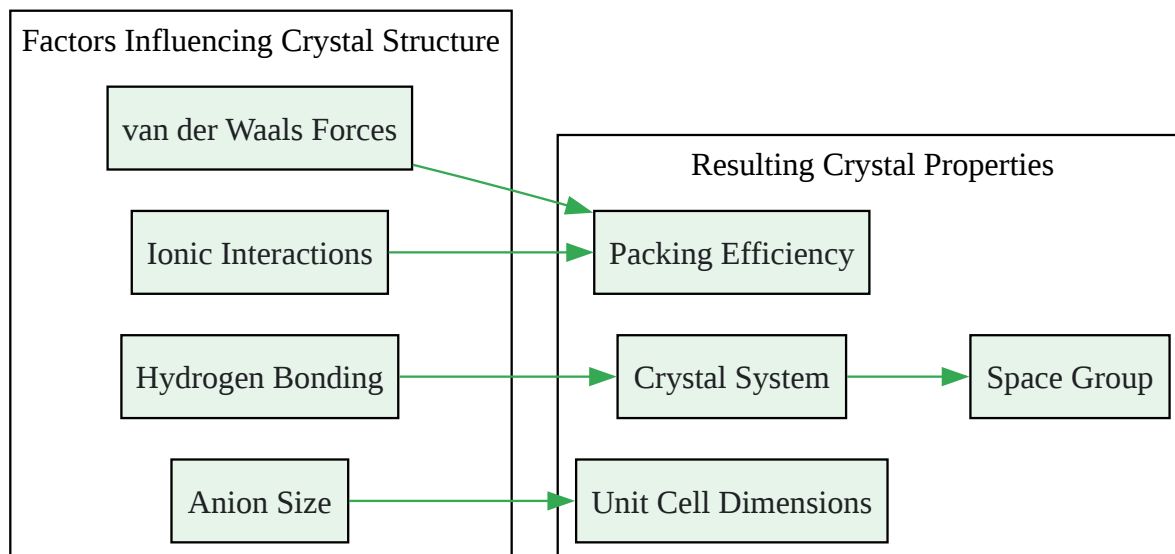 Factors Influencing Crystal Structure
van der Waals Forces
Ionic Interactions
Hydrogen Bonding
Anion Size
Resulting Crystal Properties
Packing Efficiency
Crystal System
Space Group
Unit Cell Dimensions